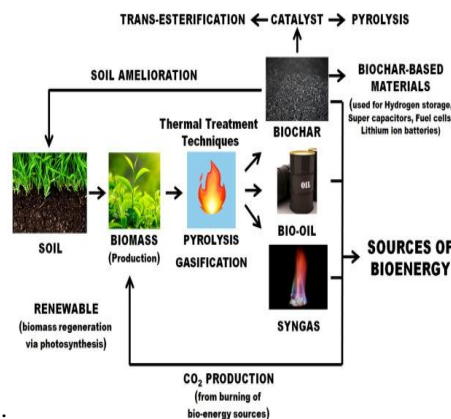 TRANS-ESTERIFICATION
CATALYST
PYROLYSIS
SOIL AMELIORATION
BIOCHAR-BASED
MATERIALS
(used for Hydrogen storage,
Super capacitors, Fuel cells,
Lithium ion batteries)
BIOCHAR
Thermal Treatment
Techniques
OIL
SOIL
BIOMASS
(Production)
PYROLYSIS
GASIFICATION
BIO-OIL
SOURCES OF
BIOENERGY
SYNGAS
RENEWABLE
(biomass regeneration
via photosynthesis)
CO₂ PRODUCTION
(from burning of
bio-energy sources)
.